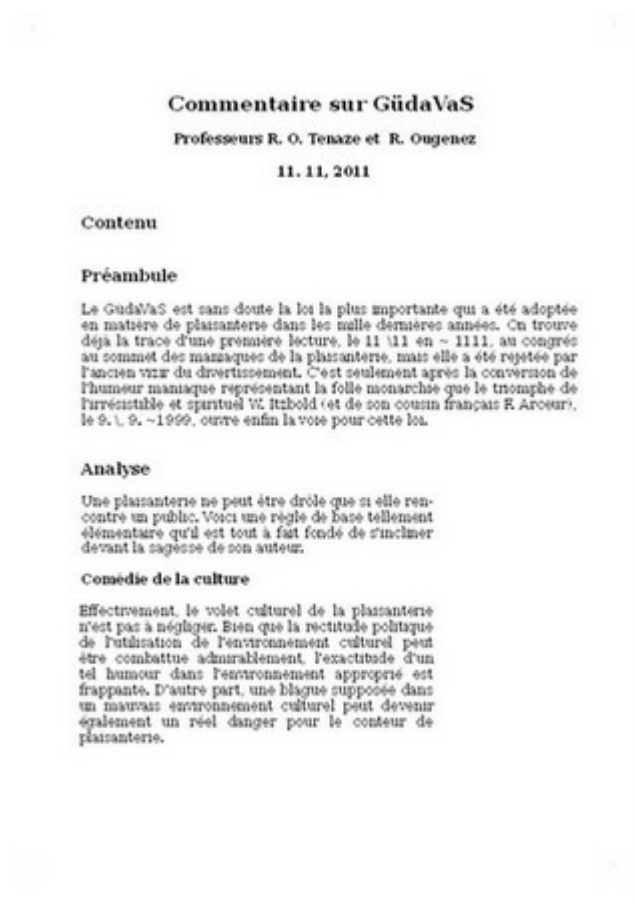 Commentaire sur GüdaVaS
Professeurs R. O. Tenaze et R. Ougenez
11. 11, 2011
Contenu
Préambule
Le GüdaVaS est sans doute la loi la plus importante qui a été adoptée
en matière de plaisanterie dans les mille dernières années. On trouve
déjà la trace d'une première lecture, le 11 \11 en ~ 1111, au congrès
au sommet des maniaques de la plaisanterie, mais elle a été rejetée par
l'ancien vizir du divertissement. C'est seulement après la conversion de
l'humeur maniaque représentant la folle monarchie que le triomphe de
l'irrésistible et spirituel W. Itzbold (et de son cousin français F. Arceur),
le 9. \, 9. ~1999, ouvre enfin la voie pour cette loi.
Analyse
Une plaisanterie ne peut être drôle que si elle ren-
contre un public. Voici une règle de base tellement
élémentaire qu'il est tout à fait fondé de s'incliner
devant la sagesse de son auteur.
Comédie de la culture
Effectivement, le volet culturel de la plaisanterie
n'est pas à négliger. Bien que la rectitude politique
de l'utilisation de l'environnement culturel peut
être combattue admirablement, l'exactitude d'un
tel humour dans l'environnement approprié est
frappante. D'autre part, une blague supposée dans
un mauvais environnement culturel peut devenir
également un réel danger pour le conteur de
plaisanterie.